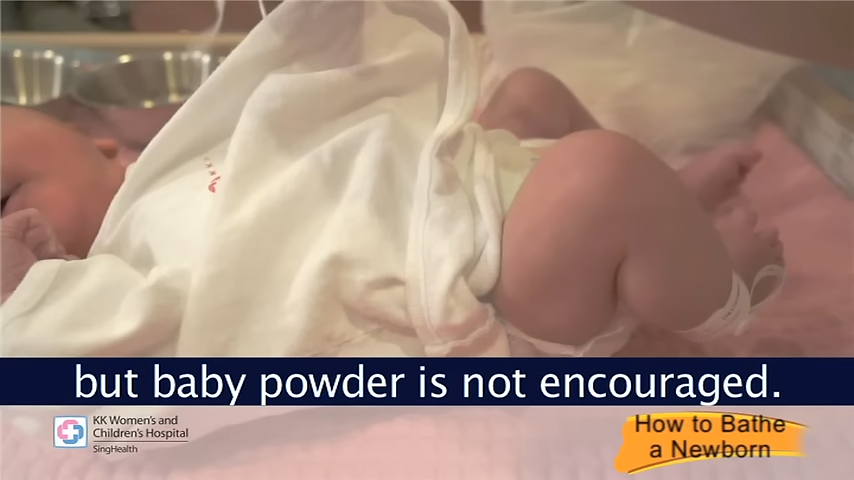 but baby powder is not encouraged.
KK Women's and
Children's Hospital
SingHealth
How to Bathe
a Newborn